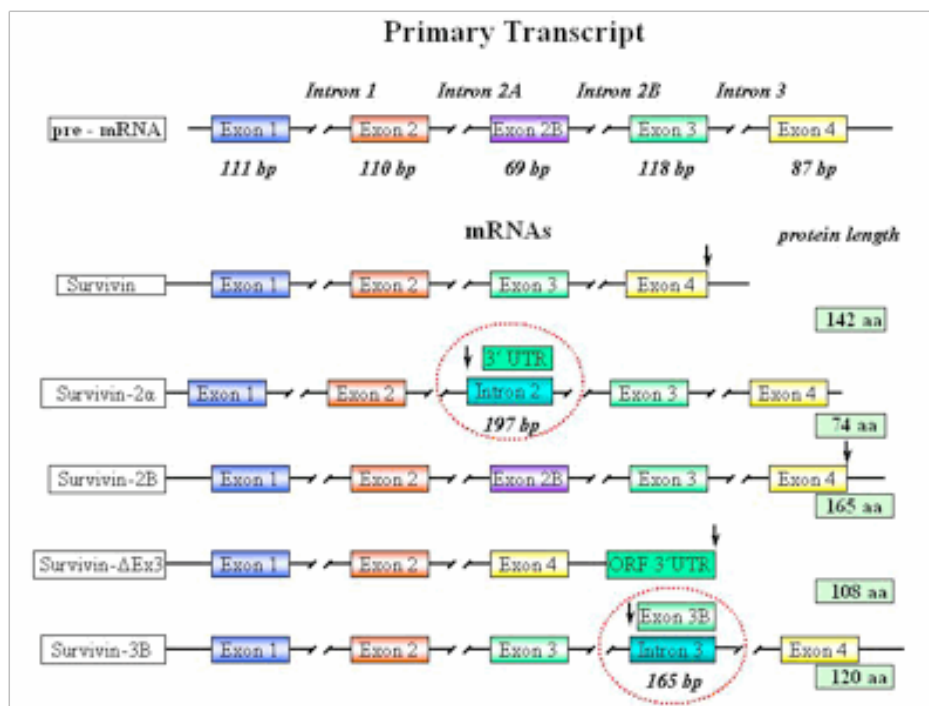 Primary Transcript
Intron 1 Intron 2A Intron 2B Intron 3
pre - mRNA Exon 1 Exon 2 Exon 2B Exon 3 Exon 4
111 bp 110 bp 69 bp 118 bp 87 bp
mRNAs protein length
Survivin Exon 1 Exon 2 Exon 3 Exon 4
142 aa
3´ UTR
Survivin-2α Exon 1 Exon 2 Intron 2 Exon 3 Exon 4
197 bp 74 aa
Survivin-2B Exon 1 Exon 2 Exon 2B Exon 3 Exon 4
165 aa
Survivin-ΔEx3 Exon 1 Exon 2 Exon 4 ORF 3´UTR
108 aa
Exon 3B
Survivin-3B Exon 1 Exon 2 Exon 3 Intron 3 Exon 4
165 bp 120 aa